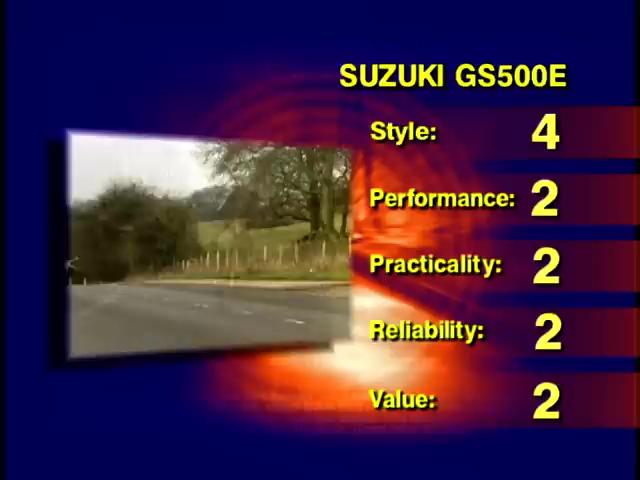 SUZUKI GS500E
Style: 4
Performance: 2
Practicality: 2
Reliability: 2
Value: 2